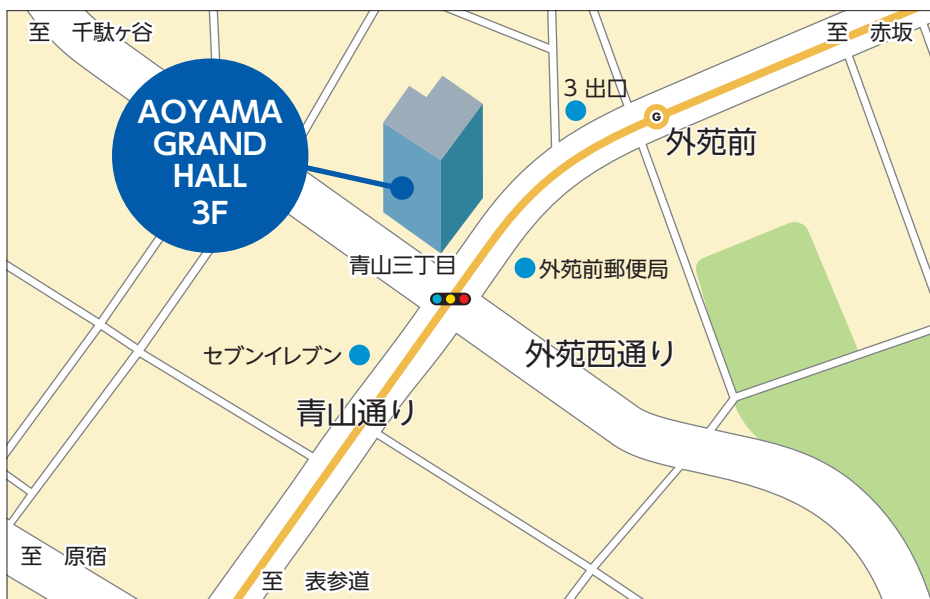 至 千駄ヶ谷
至 赤坂
AOYAMA
GRAND
HALL
3F
3 出口
G
外苑前
青山三丁目
外苑前郵便局
セブンイレブン
外苑西通り
青山通り
至 原宿
至 表参道